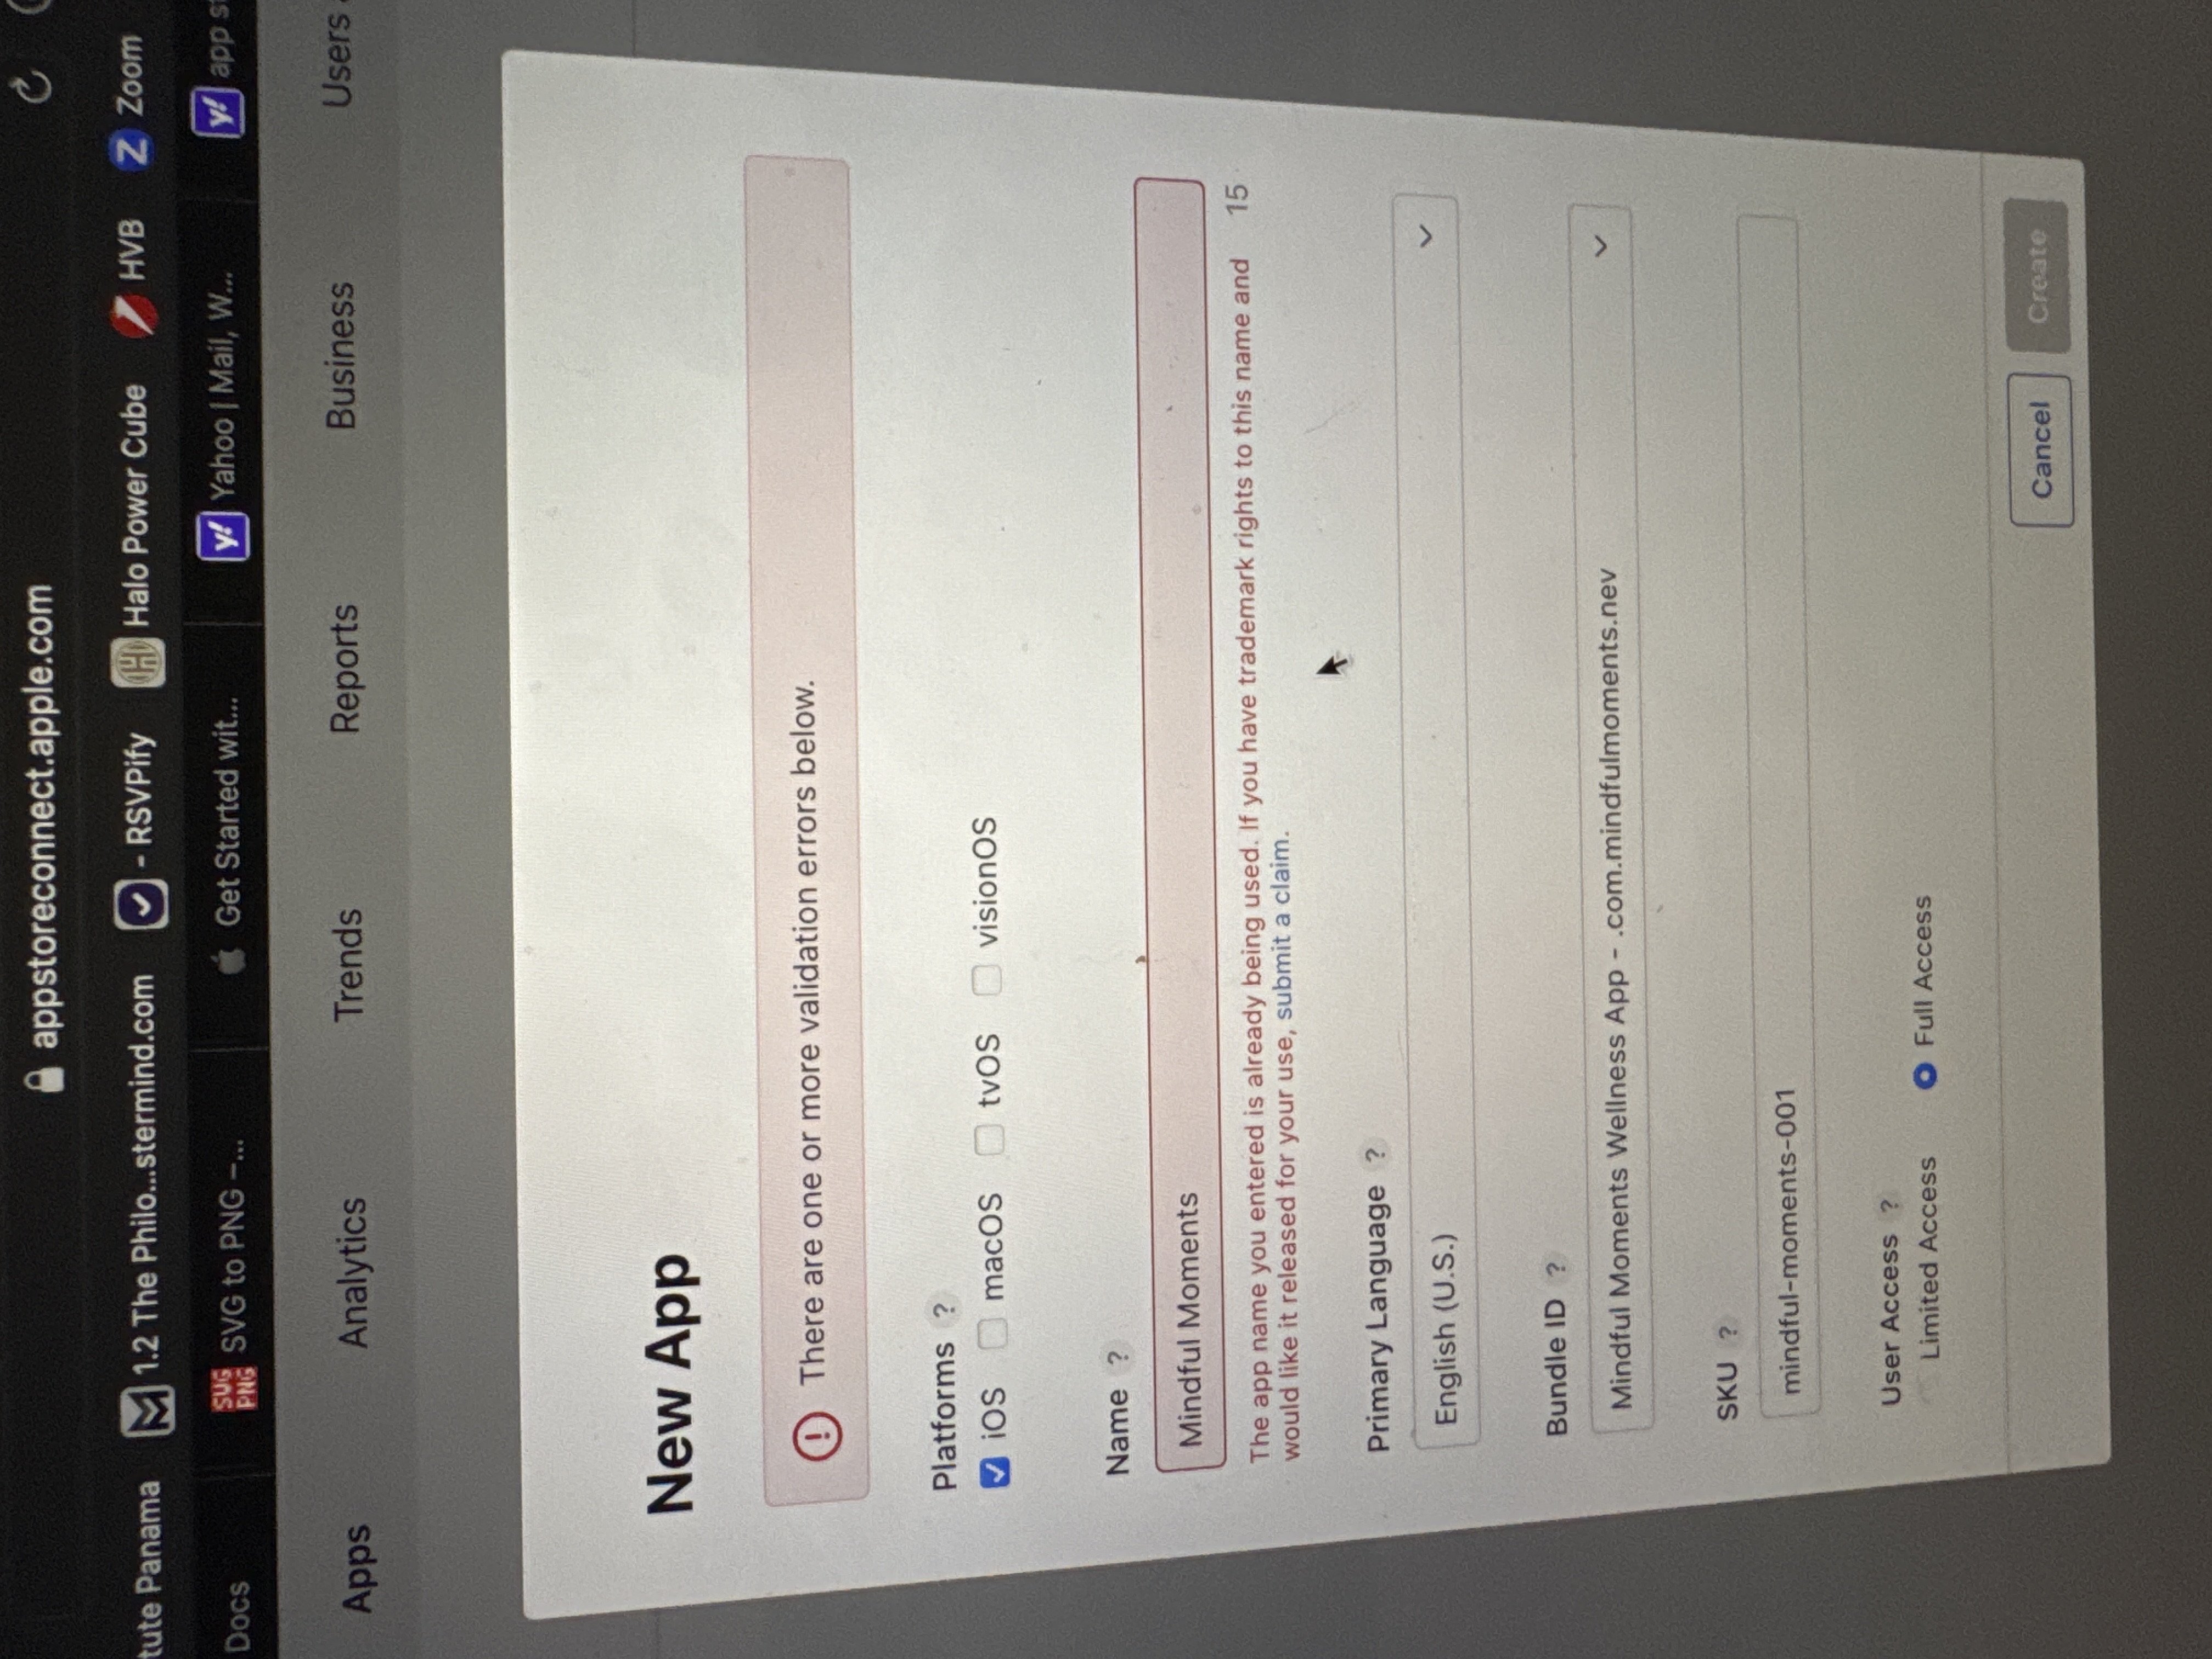 appstoreconnect.apple.com
tute Panama 1.2 The Philo...stermind.com - RSVPify Halo Power Cube HVB Z Zoom
Docs SVG PNG SVG to PNG –... Get Started wit... y! Yahoo | Mail, W... y! app s
Apps Analytics Trends Reports Business Users
New App
! There are one or more validation errors below.
Platforms ?
iOS macOS tvOS visionOS
Name ?
Mindful Moments
The app name you entered is already being used. If you have trademark rights to this name and 15
would like it released for your use, submit a claim.
Primary Language ?
English (U.S.)
Bundle ID ?
Mindful Moments Wellness App - .com.mindfulmoments.nev
SKU ?
mindful-moments-001
User Access ?
Limited Access Full Access
Cancel Create